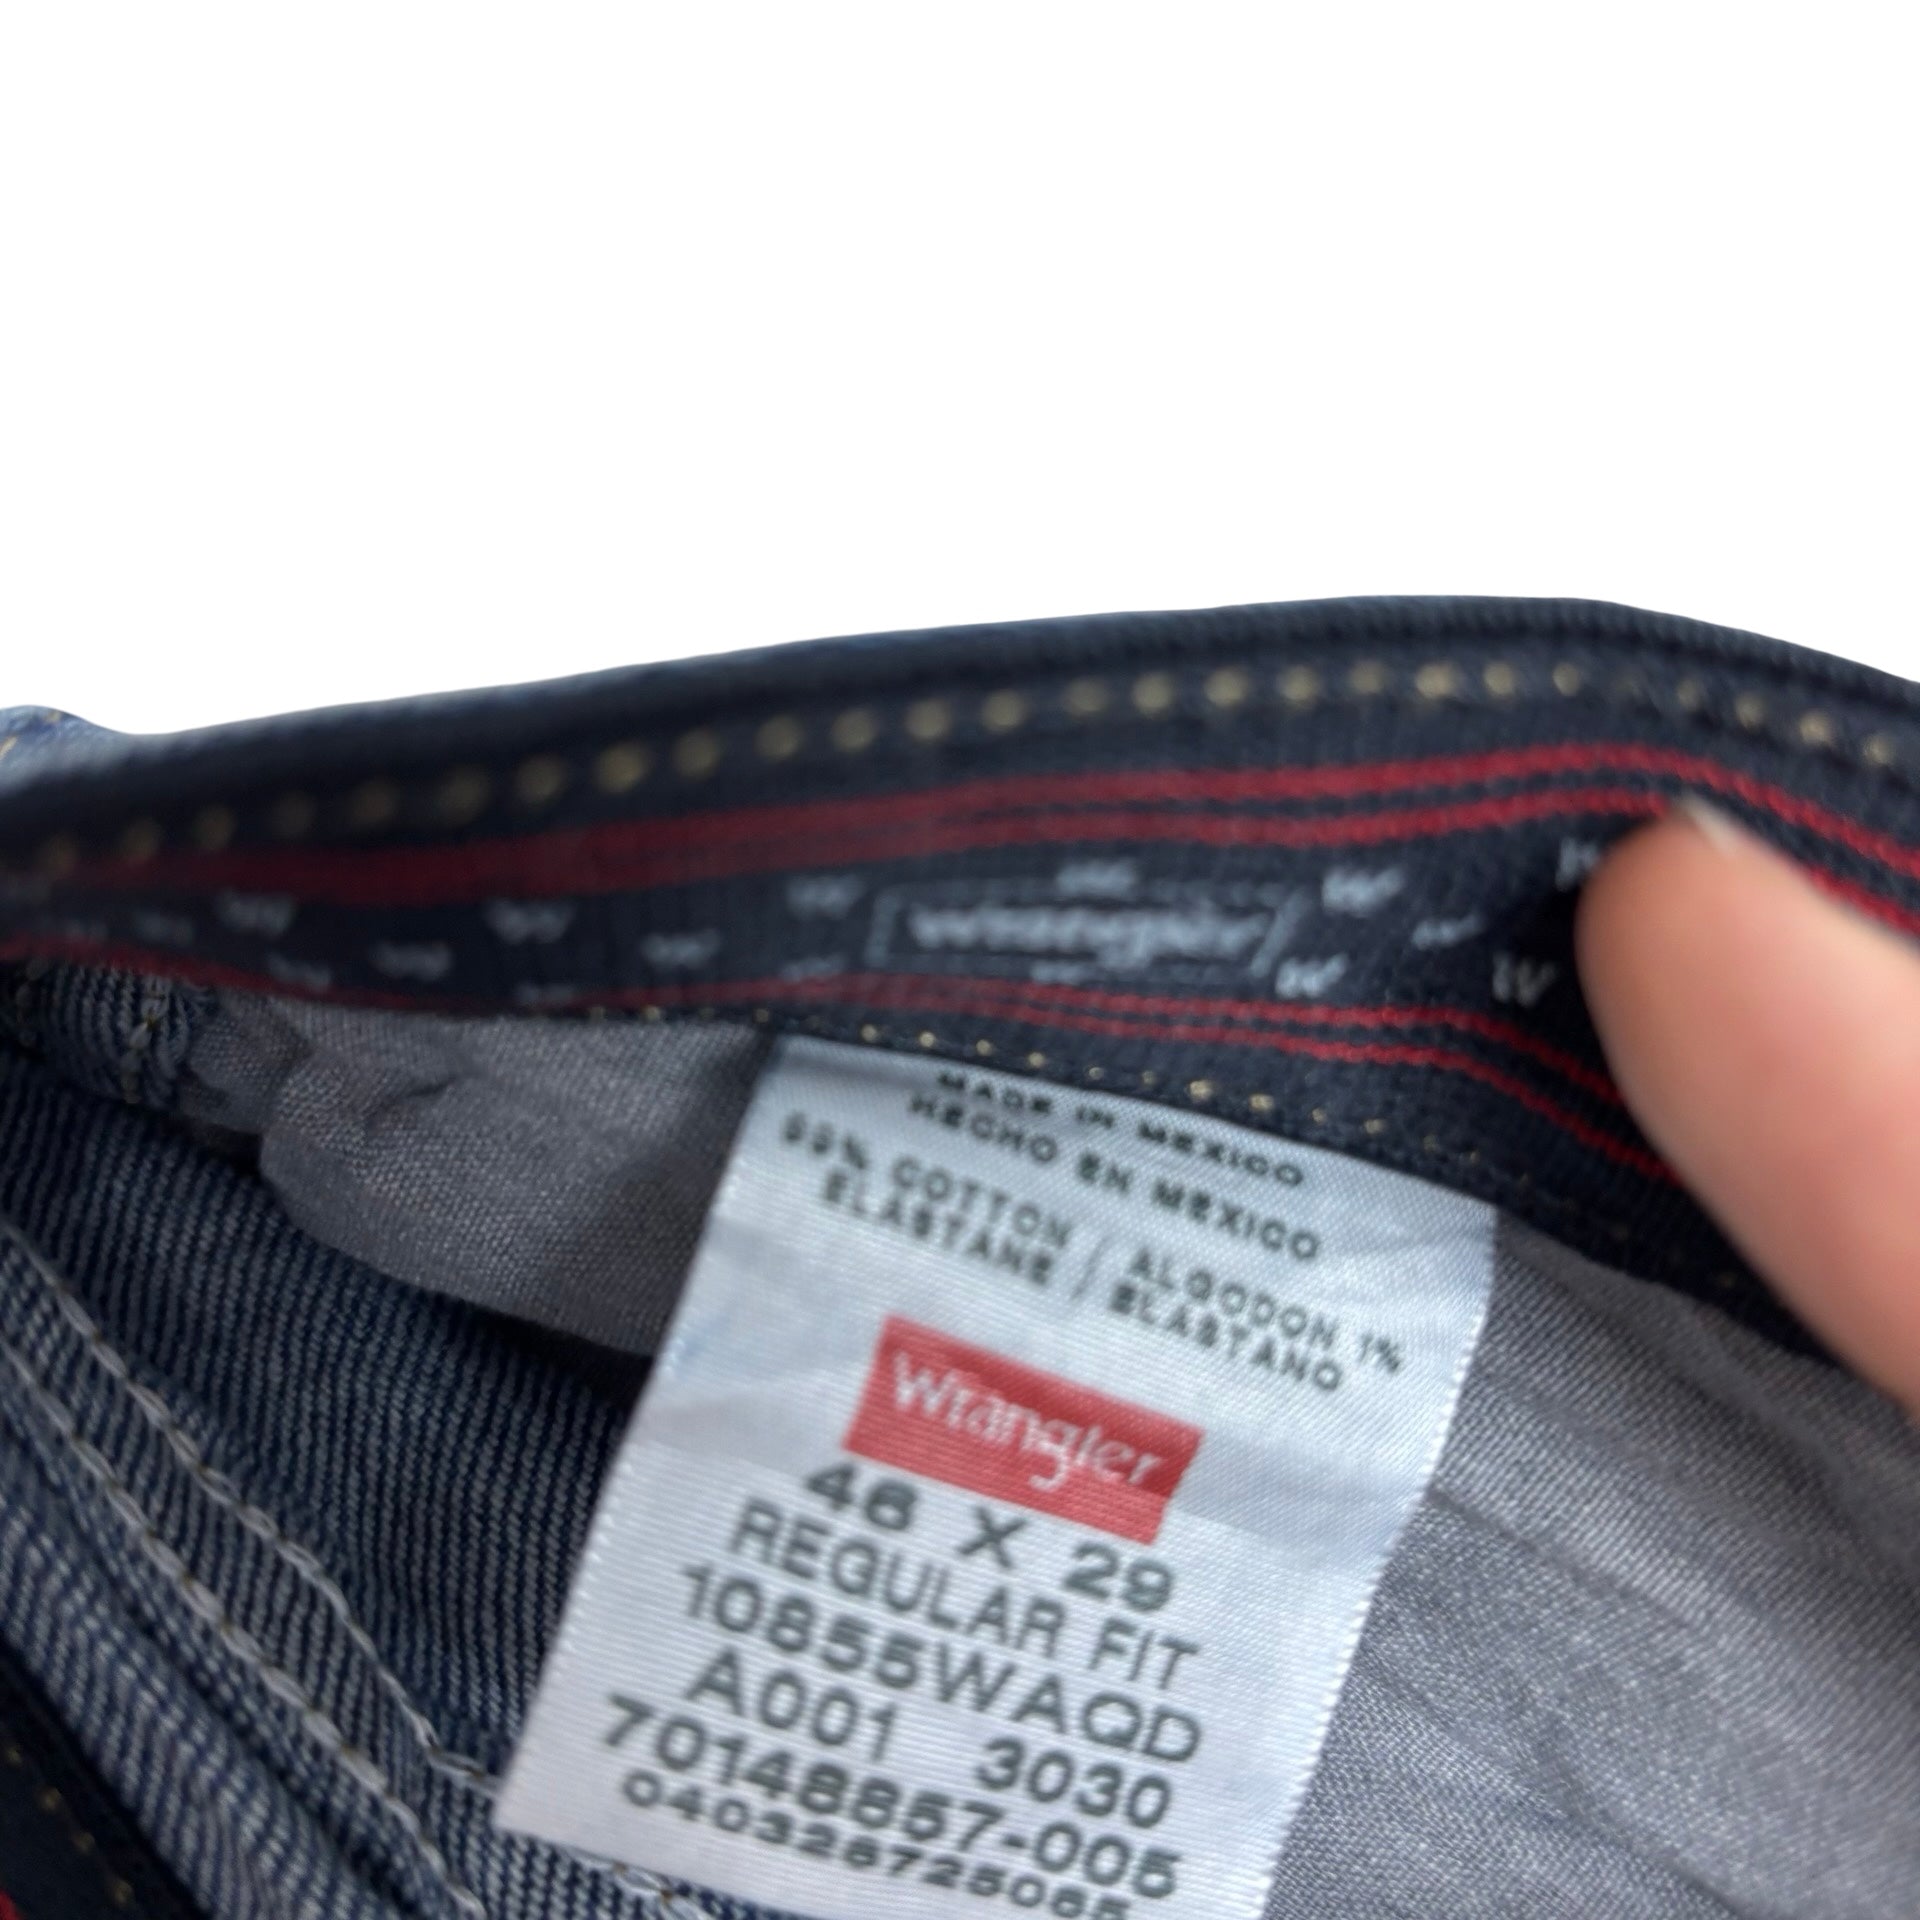 Wrangler
MADE IN MEXICO
HECHO EN MEXICO
99% COTTON / ALGODON 1%
ELASTANE / ELASTANO
Wrangler
X 29
REGULAR FIT
10855WAQD
A001 3030
70148857-005